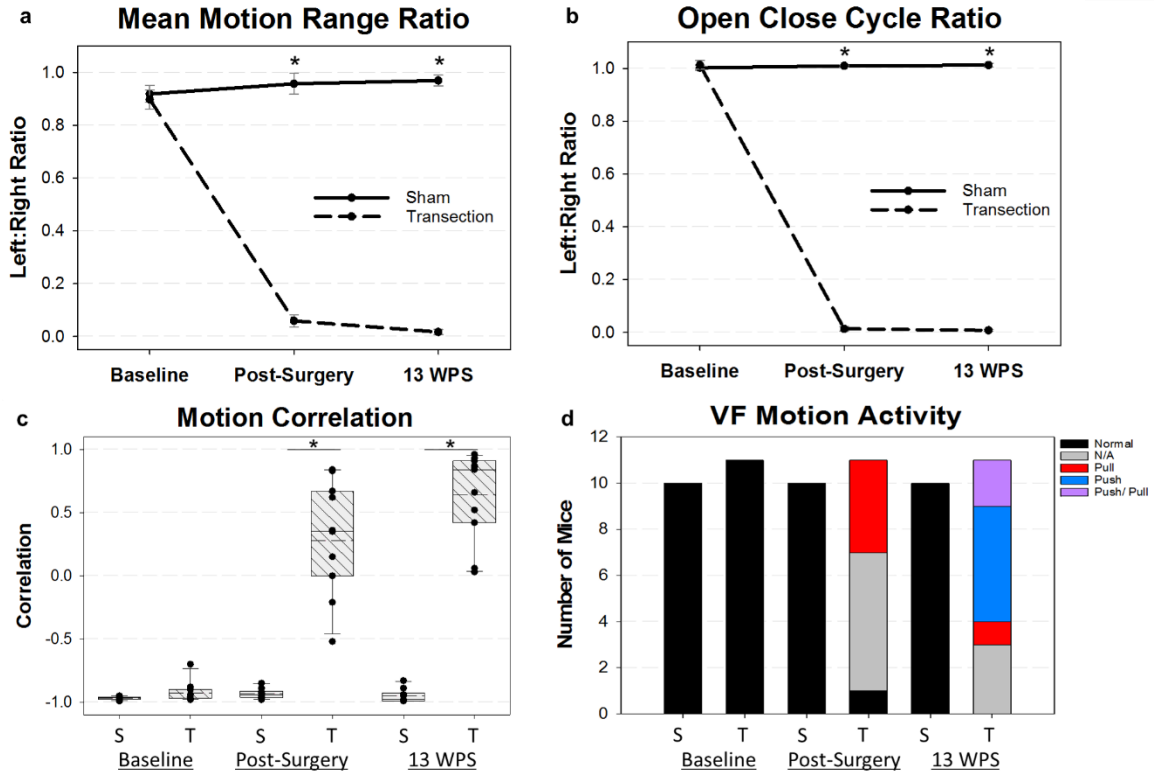 a
Mean Motion Range Ratio
Left:Right Ratio
1.0
0.8
0.6
0.4
0.2
0.0
*
*
Sham
Transection
Baseline
Post-Surgery
13 WPS
b
Open Close Cycle Ratio
Left:Right Ratio
1.0
0.8
0.6
0.4
0.2
0.0
*
*
Sham
Transection
Baseline
Post-Surgery
13 WPS
c
Motion Correlation
Correlation
1.0
0.5
0.0
-0.5
-1.0
*
*
S T S T S T
Baseline Post-Surgery 13 WPS
d
VF Motion Activity
Number of Mice
12
10
8
6
4
2
0
Normal
N/A
Pull
Push
Push/ Pull
S T S T S T
Baseline Post-Surgery 13 WPS